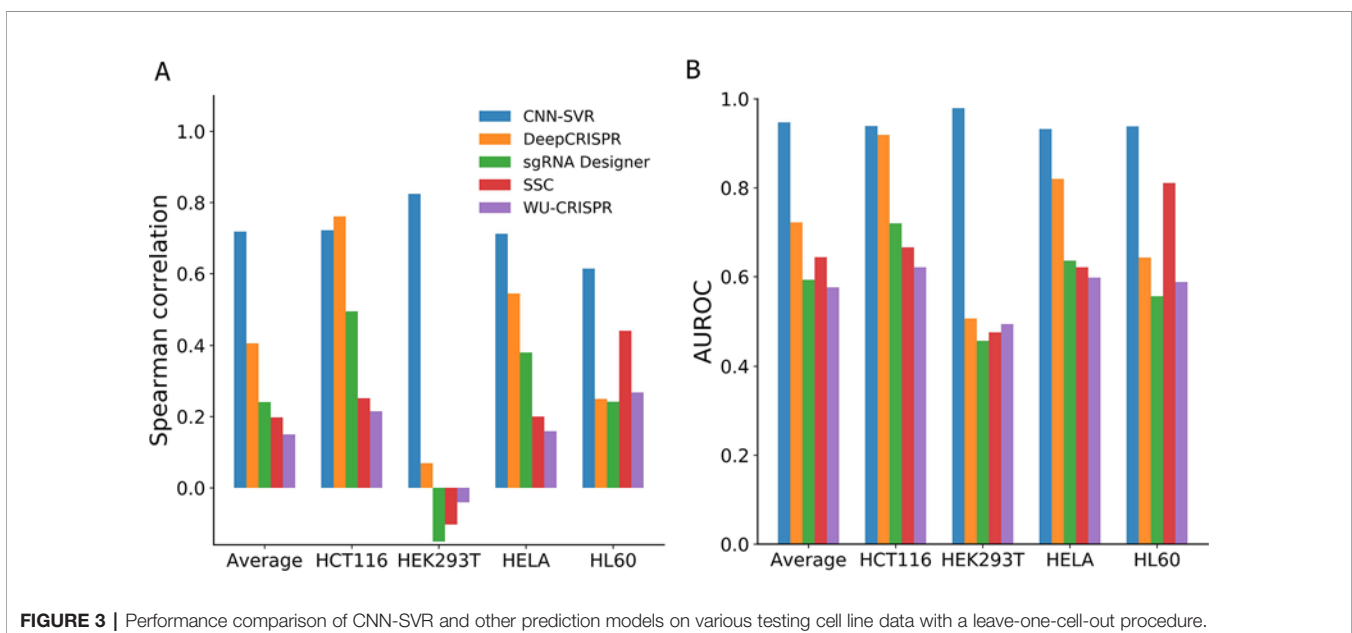 A
Spearman correlation
1.0
0.8
0.6
0.4
0.2
0.0
CNN-SVR
DeepCRISPR
sgRNA Designer
SSC
WU-CRISPR
Average HCT116 HEK293T HELA HL60
B
AUROC
1.0
0.8
0.6
0.4
0.2
0.0
Average HCT116 HEK293T HELA HL60
FIGURE 3 | Performance comparison of CNN-SVR and other prediction models on various testing cell line data with a leave-one-cell-out procedure.